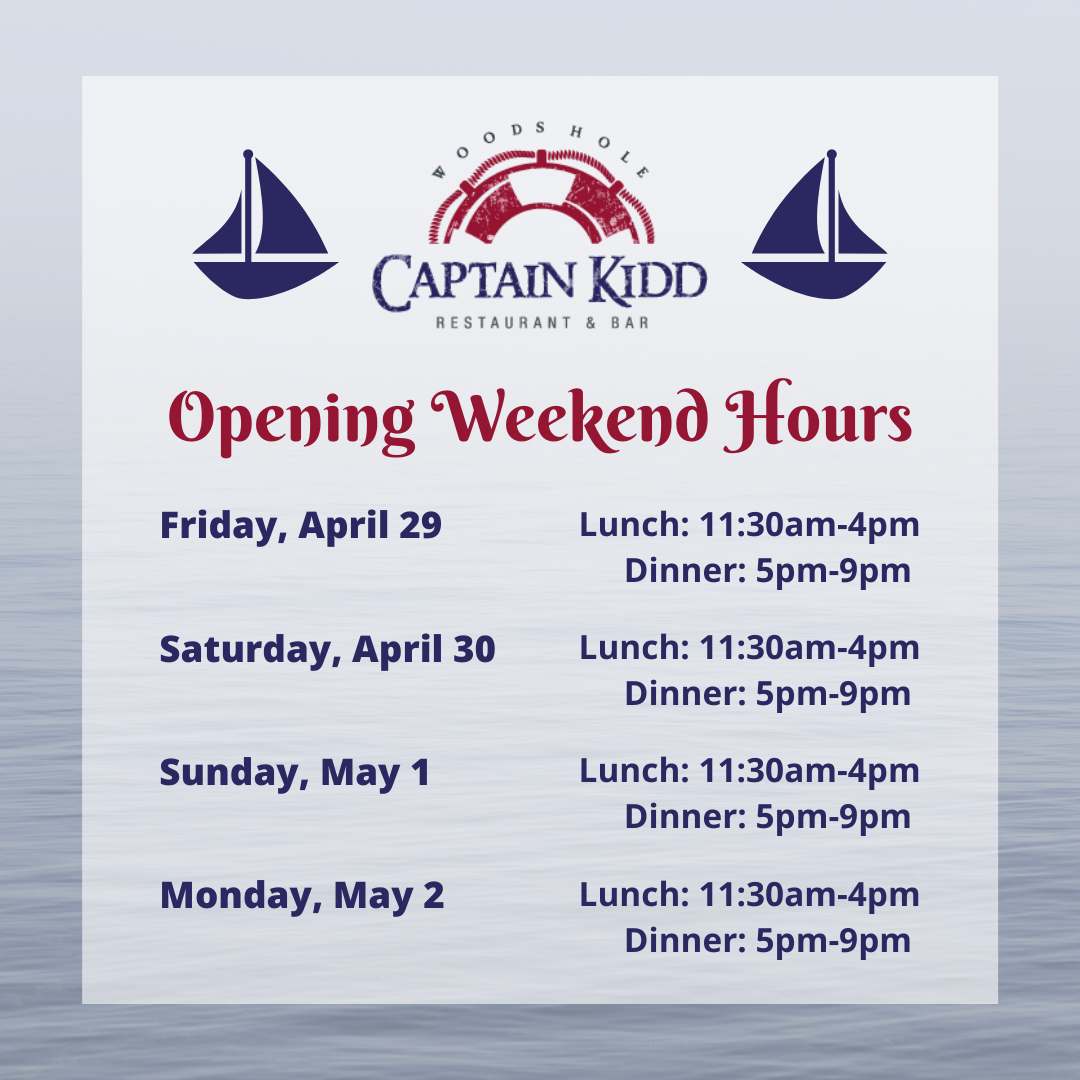 WOODS HOLE
CAPTAIN KIDD
RESTAURANT & BAR
Opening Weekend Hours
Friday, April 29
Lunch: 11:30am-4pm
Dinner: 5pm-9pm
Saturday, April 30
Lunch: 11:30am-4pm
Dinner: 5pm-9pm
Sunday, May 1
Lunch: 11:30am-4pm
Dinner: 5pm-9pm
Monday, May 2
Lunch: 11:30am-4pm
Dinner: 5pm-9pm